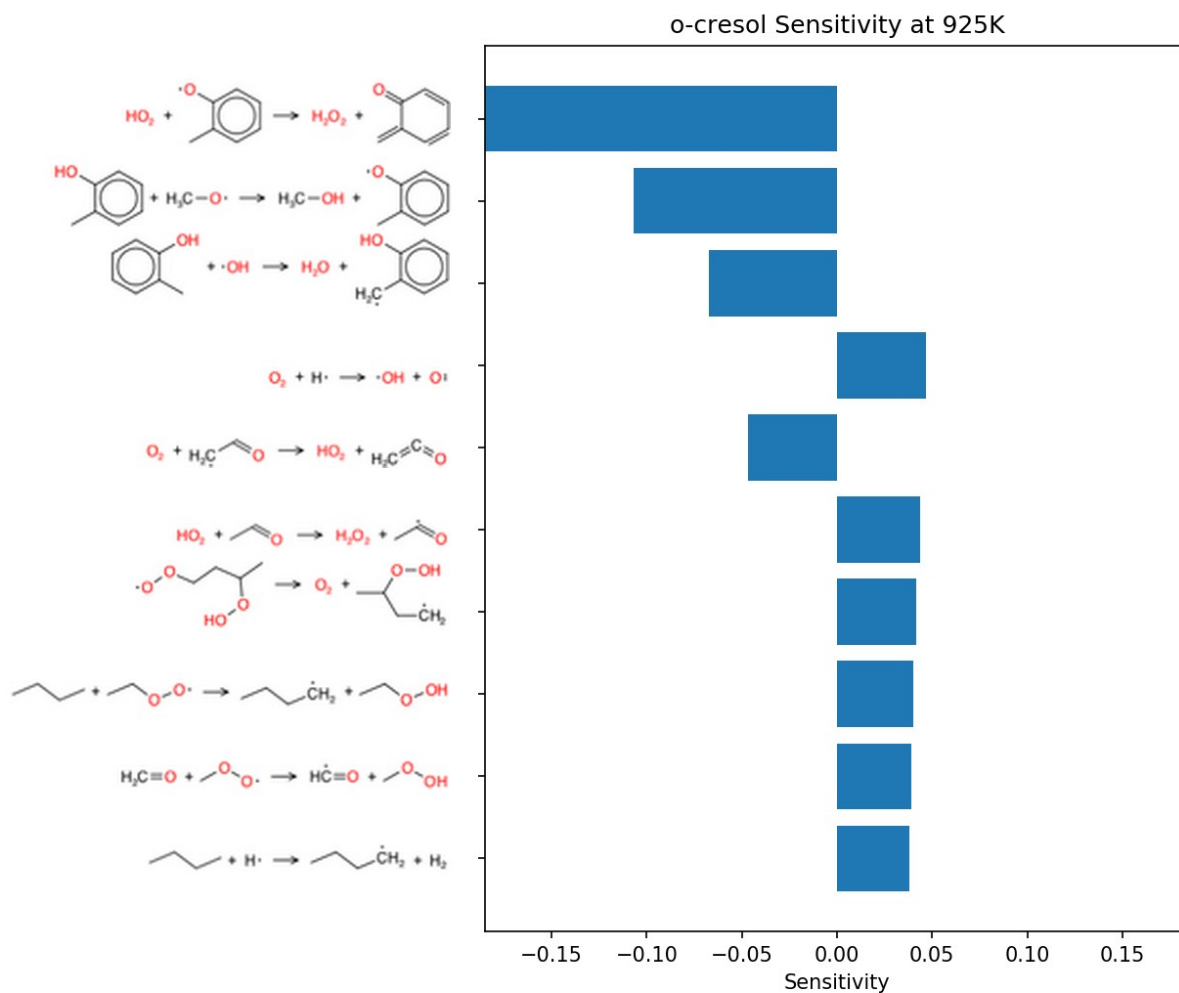 o-cresol Sensitivity at 925K
·O O
HO₂ + → H₂O₂ +
HO ·O
+ H₃C−O· → H₃C−OH +
OH HO
+ ·OH → H₂O +
H₂C
O₂ + H· → ·OH + O
O₂ + H₂C O → HO₂ + H₂C C O
HO₂ + O → H₂O₂ + O
·O O → O₂ + O−OH
HO O ĊH₂
+ O O· → ĊH₂ + O OH
H₂C=O + O O· → HĊ=O + O OH
+ H· → ĊH₂ + H₂
−0.15 −0.10 −0.05 0.00 0.05 0.10 0.15
Sensitivity